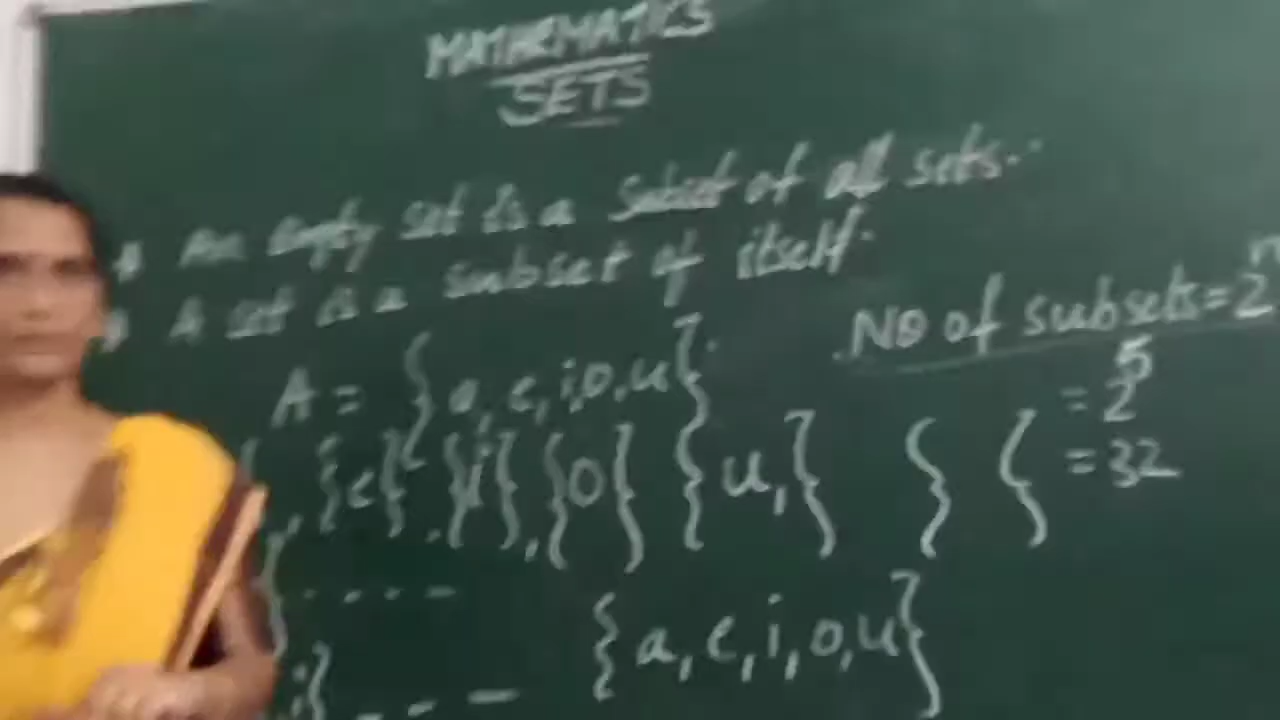 MATHEMATICS
SETS
An empty set is a subset of all sets.
A set is a subset of itself.
No of subsets = 2^n
= 2^5
= 32
A = {a, e, i, o, u}
, {e}, {i}, {o} {u,} { }
{ - - - -
} - - - {a, e, i, o, u}